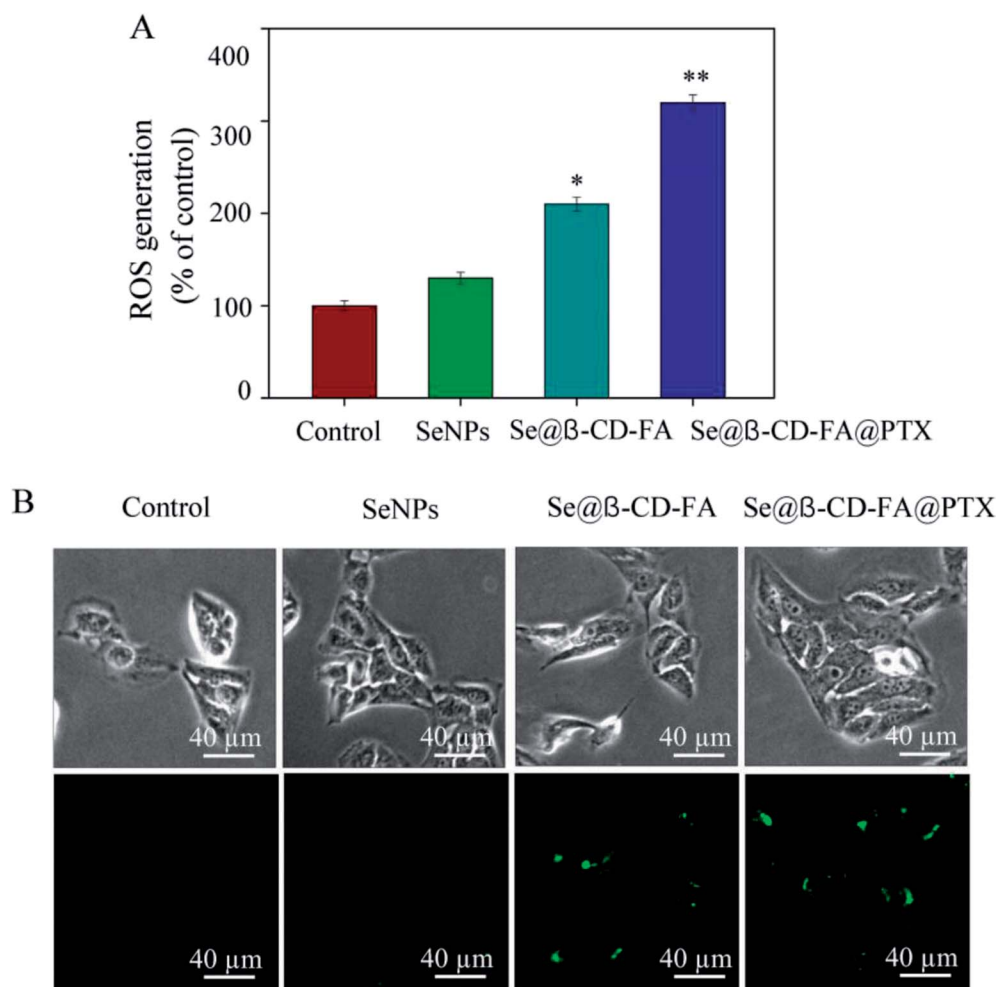 A
400
300
200
100
0
ROS generation
(% of control)
*
**
Control SeNPs Se@ß-CD-FA Se@ß-CD-FA@PTX
B
Control SeNPs Se@ß-CD-FA Se@ß-CD-FA@PTX
40 µm 40 µm 40 µm 40 µm
40 µm 40 µm 40 µm 40 µm